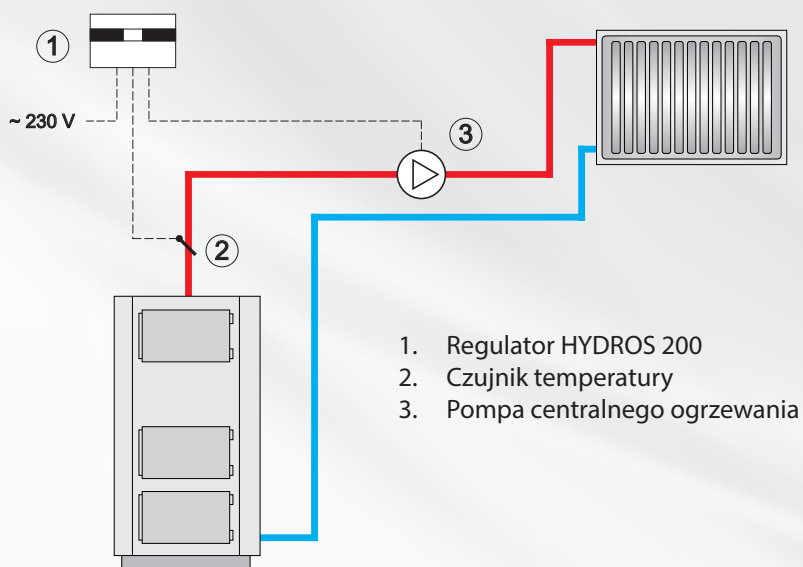 1
~ 230 V
3
2
1. Regulator HYDROS 200
2. Czujnik temperatury
3. Pompa centralnego ogrzewania